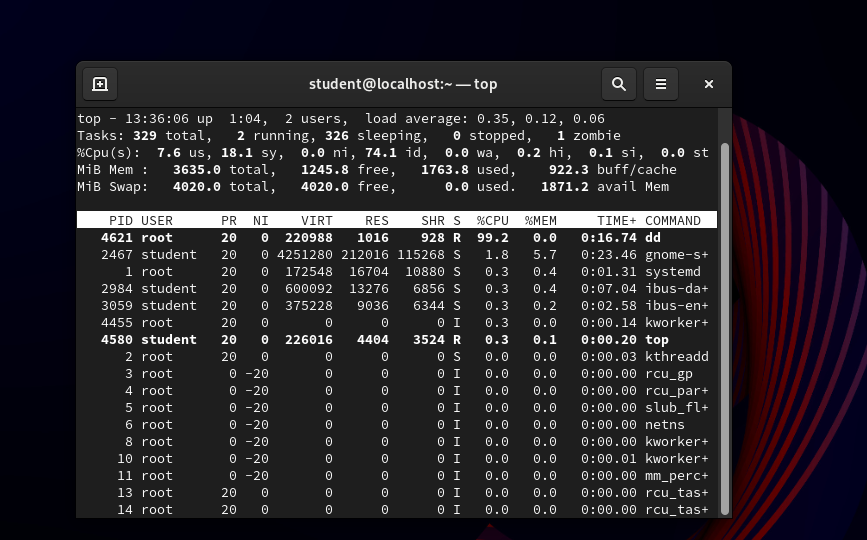 student@localhost:~ — top
top - 13:36:06 up  1:04,  2 users,  load average: 0.35, 0.12, 0.06
Tasks: 329 total,   2 running, 326 sleeping,   0 stopped,   1 zombie
%Cpu(s):  7.6 us, 18.1 sy,  0.0 ni, 74.1 id,  0.0 wa,  0.2 hi,  0.1 si,  0.0 st
MiB Mem :   3635.0 total,   1245.8 free,   1763.8 used,    922.3 buff/cache
MiB Swap:   4020.0 total,   4020.0 free,      0.0 used.   1871.2 avail Mem
PID USER      PR  NI    VIRT    RES    SHR S  %CPU  %MEM     TIME+ COMMAND
4621 root      20   0  220988   1016    928 R  99.2   0.0   0:16.74 dd
2467 student   20   0 4251280 212016 115268 S   1.8   5.7   0:23.46 gnome-s+
1 root      20   0  172548  16704  10880 S   0.3   0.4   0:01.31 systemd
2984 student   20   0  600092  13276   6856 S   0.3   0.4   0:07.04 ibus-da+
3059 student   20   0  375228   9036   6344 S   0.3   0.2   0:02.58 ibus-en+
4455 root      20   0       0      0      0 I   0.3   0.0   0:00.14 kworker+
4580 student   20   0  226016   4404   3524 R   0.3   0.1   0:00.20 top
2 root      20   0       0      0      0 S   0.0   0.0   0:00.03 kthreadd
3 root       0 -20       0      0      0 I   0.0   0.0   0:00.00 rcu_gp
4 root       0 -20       0      0      0 I   0.0   0.0   0:00.00 rcu_par+
5 root       0 -20       0      0      0 I   0.0   0.0   0:00.00 slub_fl+
6 root       0 -20       0      0      0 I   0.0   0.0   0:00.00 netns
8 root       0 -20       0      0      0 I   0.0   0.0   0:00.00 kworker+
10 root       0 -20       0      0      0 I   0.0   0.0   0:00.01 kworker+
11 root       0 -20       0      0      0 I   0.0   0.0   0:00.00 mm_perc+
13 root      20   0       0      0      0 I   0.0   0.0   0:00.00 rcu_tas+
14 root      20   0       0      0      0 I   0.0   0.0   0:00.00 rcu_tas+